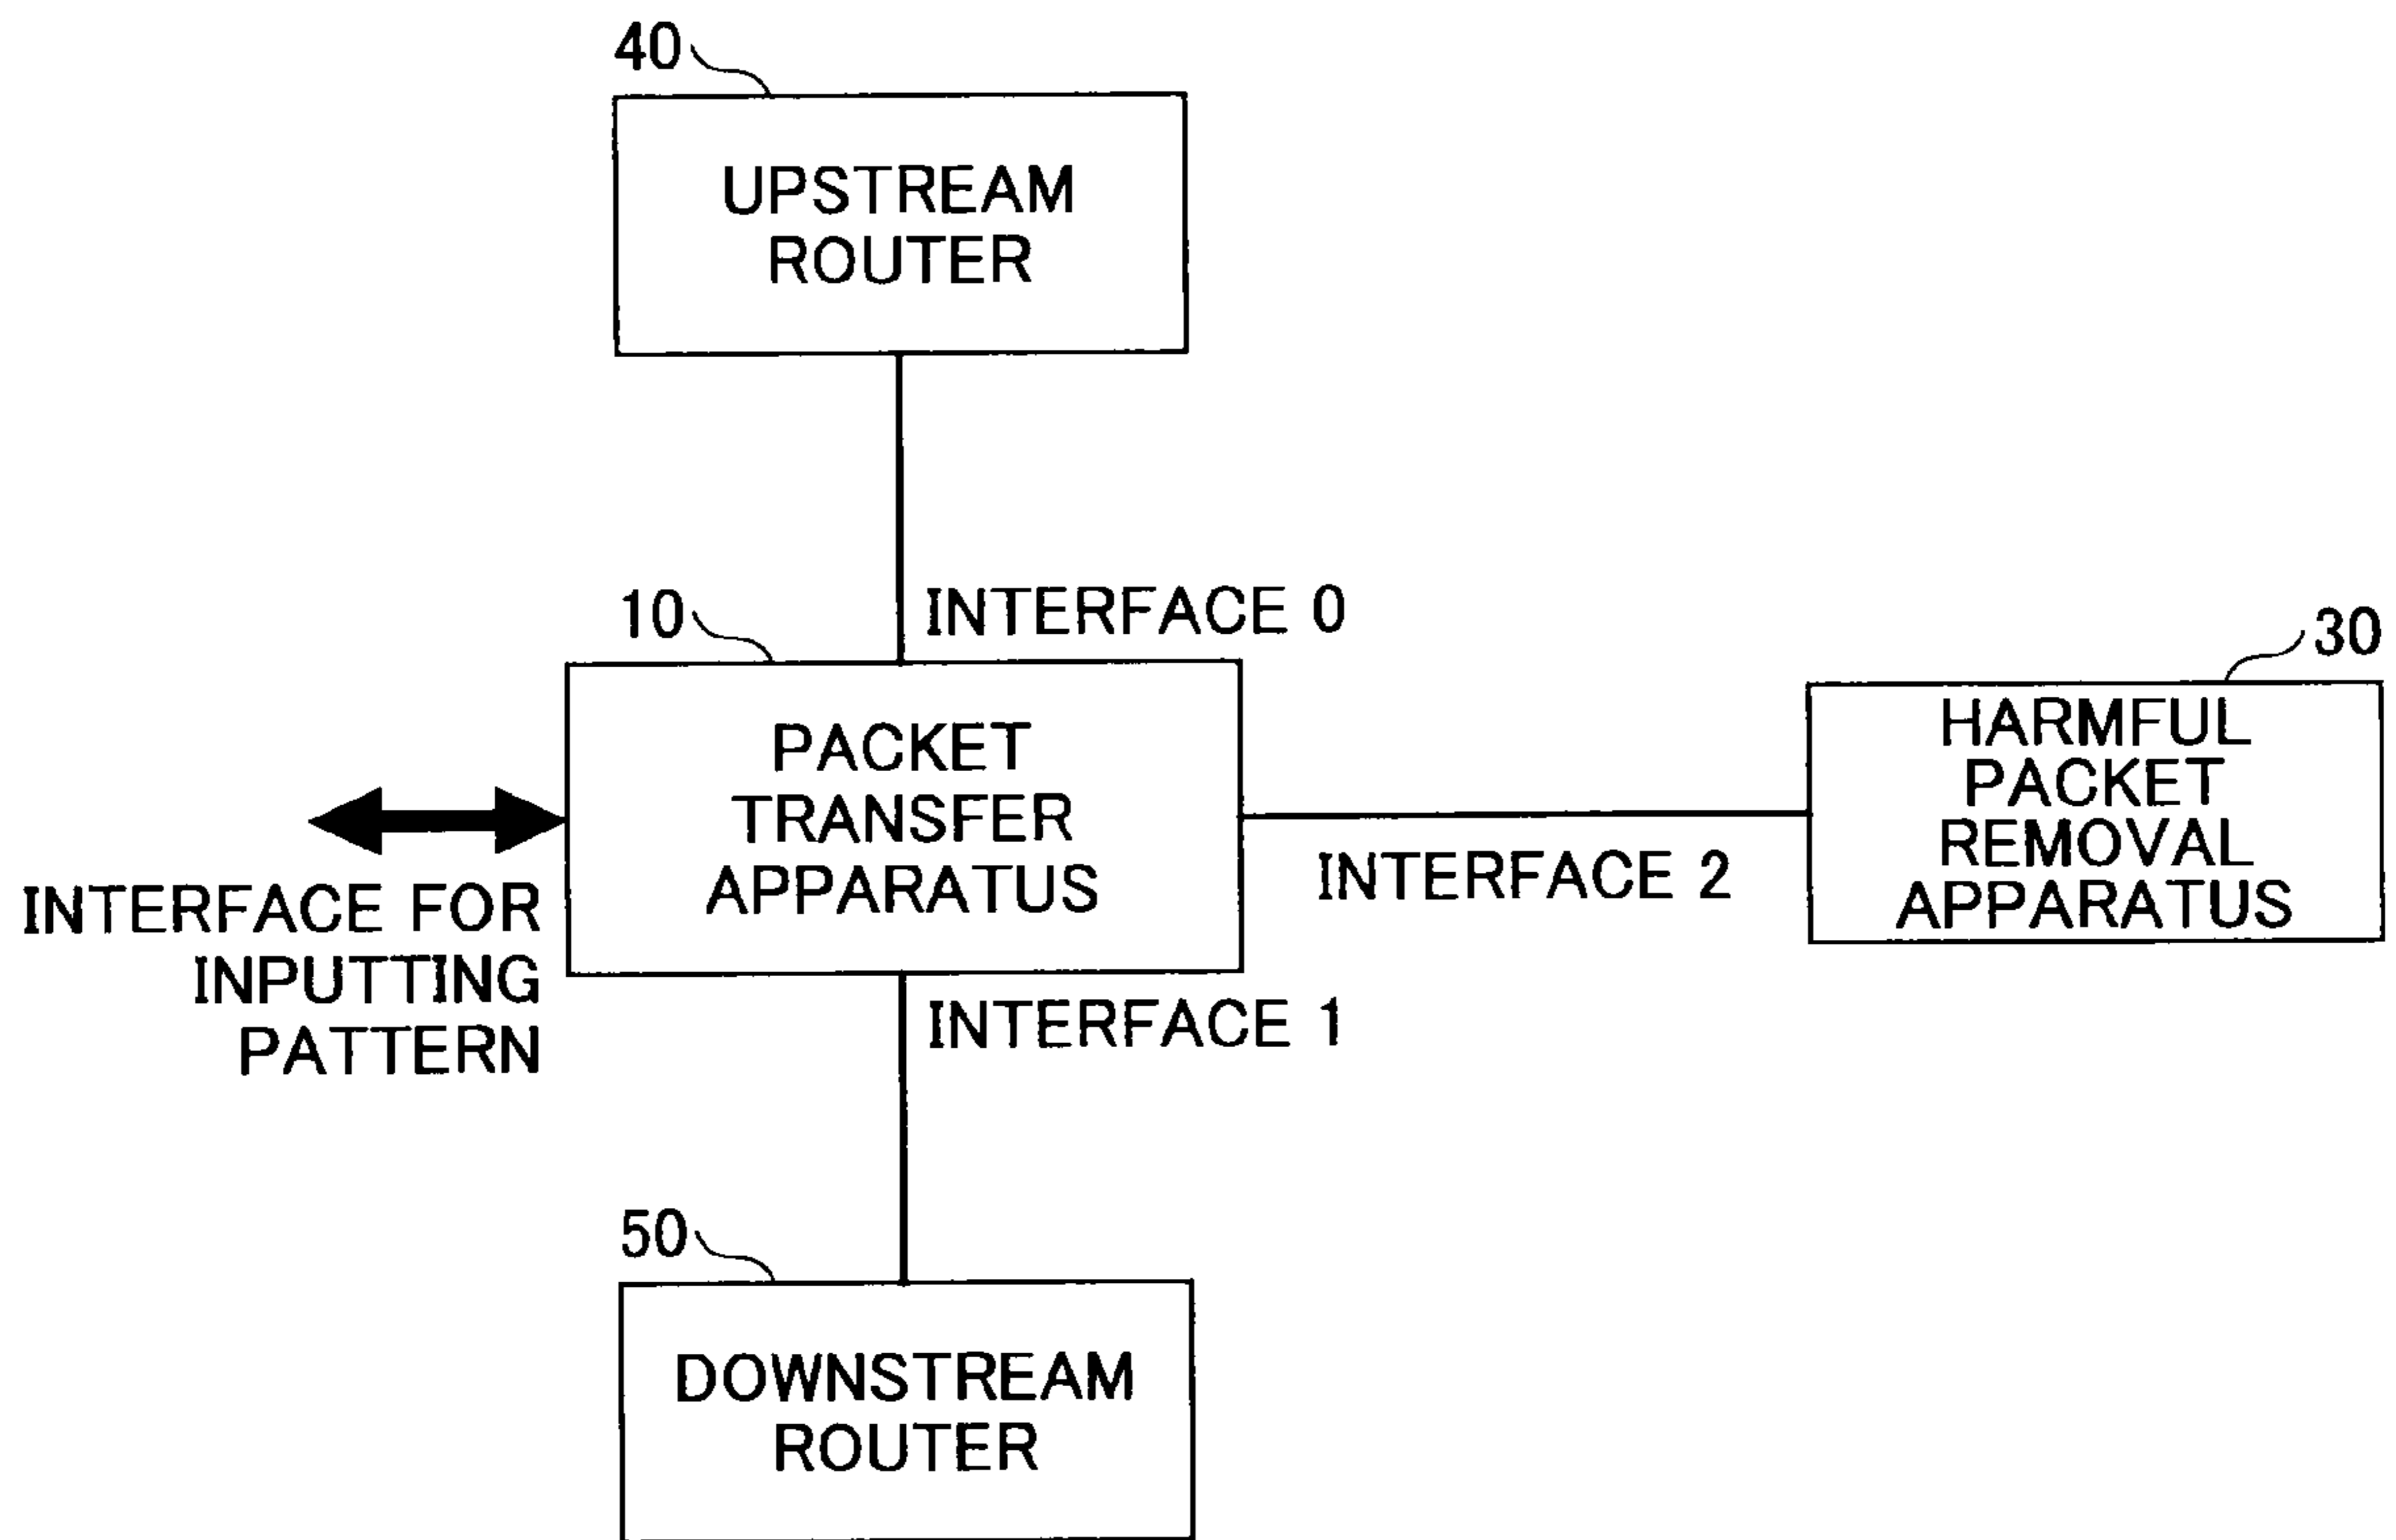 40
UPSTREAM
ROUTER
10
INTERFACE 0
30
PACKET
TRANSFER
APPARATUS
HARMFUL
PACKET
REMOVAL
APPARATUS
INTERFACE 2
INTERFACE FOR
INPUTTING
PATTERN
INTERFACE 1
50
DOWNSTREAM
ROUTER